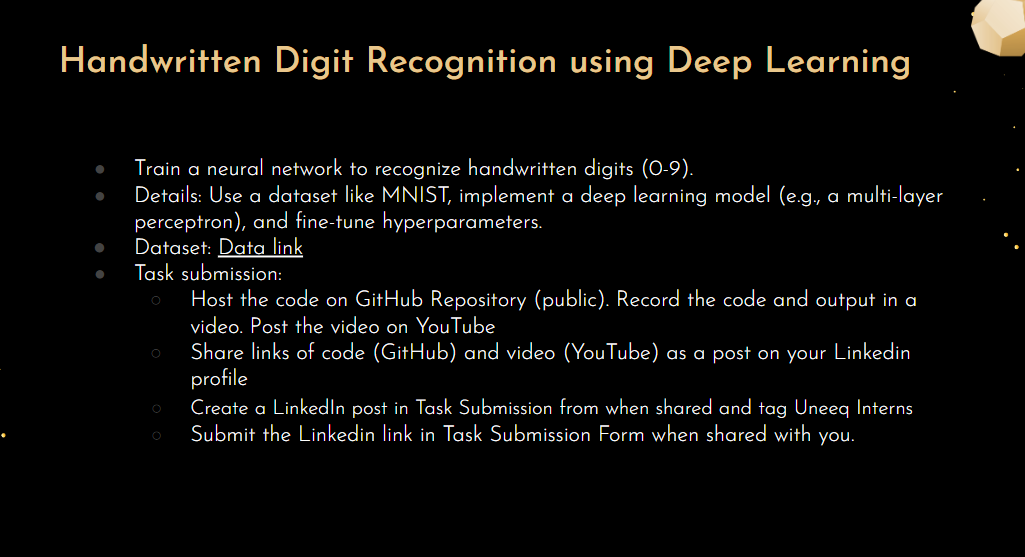 Handwritten Digit Recognition using Deep Learning
Train a neural network to recognize handwritten digits (0-9).
Details: Use a dataset like MNIST, implement a deep learning model (e.g., a multi-layer
perceptron), and fine-tune hyperparameters.
Dataset: Data link
Task submission:
Host the code on GitHub Repository (public). Record the code and output in a
video. Post the video on YouTube
Share links of code (GitHub) and video (YouTube) as a post on your Linkedin
profile
Create a LinkedIn post in Task Submission from when shared and tag Uneeq Interns
Submit the Linkedin link in Task Submission Form when shared with you.